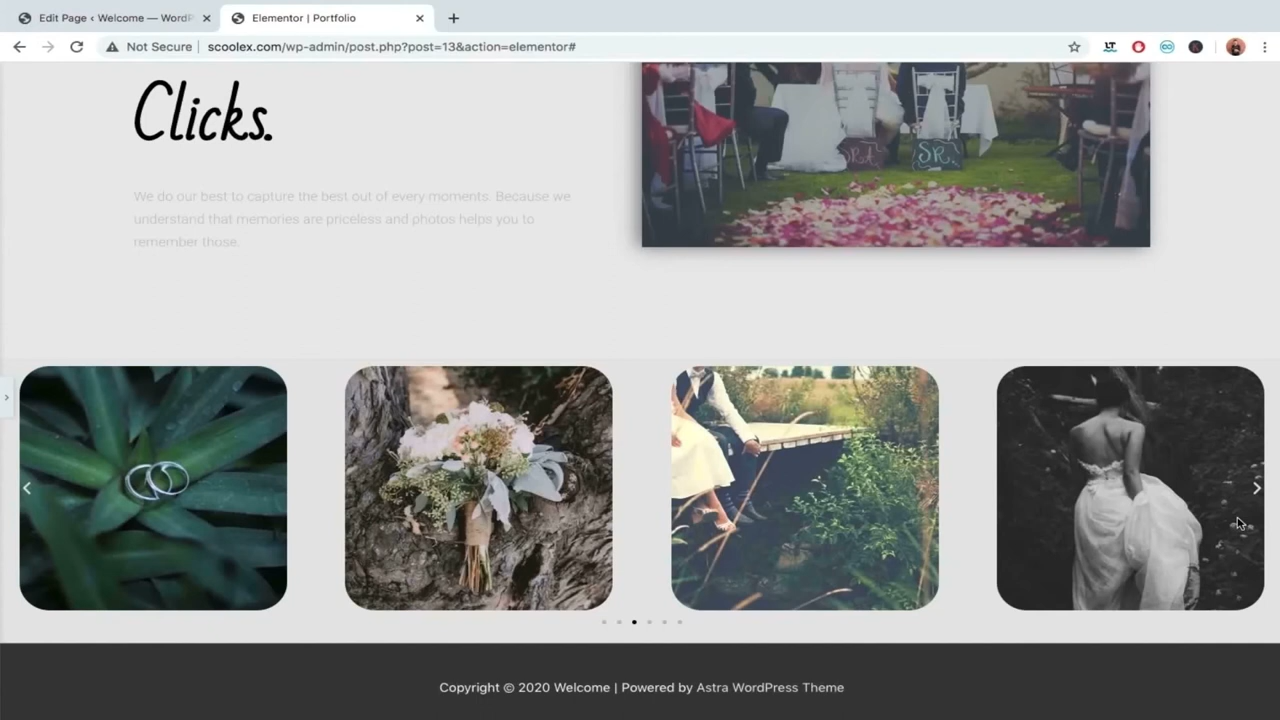 Edit Page ‹ Welcome — WordP
Elementor | Portfolio
Not Secure
scoolex.com/wp-admin/post.php?post=13&action=elementor#
Clicks.
SR.
We do our best to capture the best out of every moments. Because we
understand that memories are priceless and photos helps you to
remember those.
Copyright © 2020 Welcome | Powered by Astra WordPress Theme